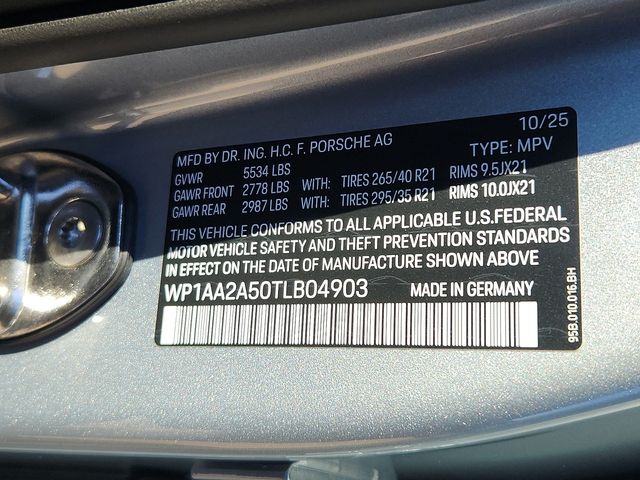 10/25
MFD BY DR. ING. H.C. F. PORSCHE AG
GVWR 5534 LBS TYPE: MPV
GAWR FRONT 2778 LBS WITH: TIRES 265/40 R21 RIMS 9.5JX21
GAWR REAR 2987 LBS WITH: TIRES 295/35 R21 RIMS 10.0JX21
THIS VEHICLE CONFORMS TO ALL APPLICABLE U.S.FEDERAL
MOTOR VEHICLE SAFETY AND THEFT PREVENTION STANDARDS
IN EFFECT ON THE DATE OF MANUFACTURE SHOWN ABOVE
WP1AA2A50TLB04903 MADE IN GERMANY
95B.010.016.BH